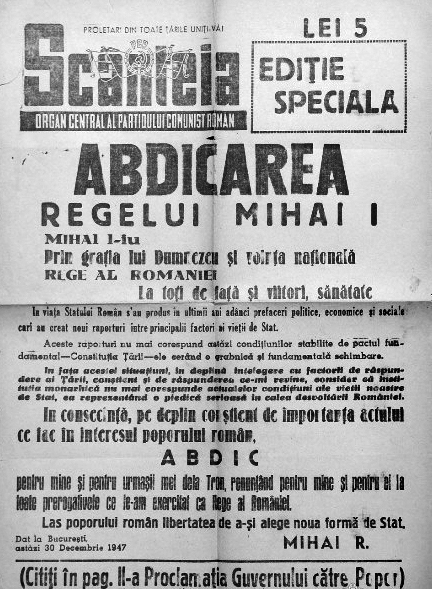 PROLETARI DIN TOATE ȚĂRILE UNIȚI-VĂ!
Scânteia
ORGAN CENTRAL AL PARTIDULUI COMUNIST ROMÂN
LEI 5
EDIȚIE
SPECIALA
ABDICAREA
REGELUI MIHAI I
MIHAI I-iu
Prin grația lui Dumnezeu și voința națională
REGE AL ROMANIEI
La toți de față și viitori, sănătate
In viața Statului Român s'au produs în ultimii ani adânci prefaceri politice, economice și sociale
cari au creat noui raporturi între principalii factori ai vieții de Stat.
Aceste raporturi nu mai corespund astăzi condițiunilor stabilite de pactul fun-
damental—Constituția Țării—ele cerând o grabnică și fundamentală schimbare.
In fața acestei situațiuni, în deplină înțelegere cu factorii de răspun-
dere ai Țării, conștient și de răspunderea ce-mi revine, consider că insti-
tuția monarhică nu mai corespunde actualelor condițiuni ale vieții noastre
de Stat, ea reprezentând o piedică serioasă în calea desvoltării României.
In consecință, pe deplin conștient de importanța actului
ce fac în interesul poporului român,
ABDIC
pentru mine și pentru urmașii mei dela Tron, renunțând pentru mine și pentru ei la
toate prerogativele ce le-am exercitat ca Rege al României.
Las poporului român libertatea de a-și alege noua formă de Stat.
Dat la București,
astăzi 30 Decembrie 1947
MIHAI R.
(Citiți în pag. II-a Proclamația Guvernului către Popor)